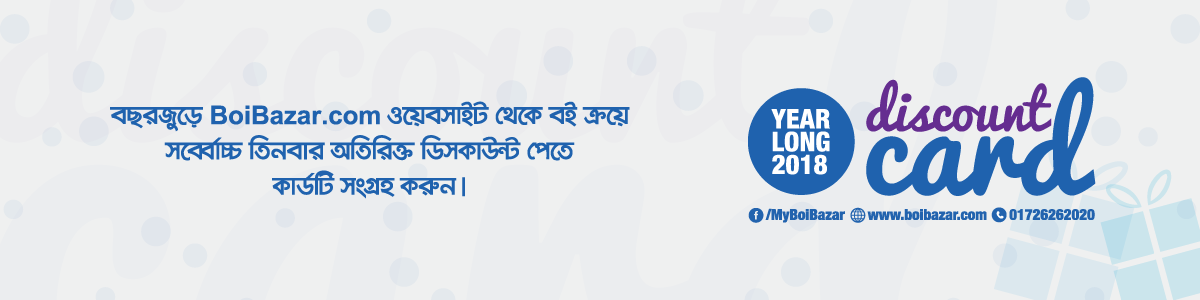 বছরজুড়ে BoiBazar.com ওয়েবসাইট থেকে বই ক্রয়ে
সর্ব্বোচ্চ তিনবার অতিরিক্ত ডিসকাউন্ট পেতে
কার্ডটি সংগ্রহ করুন।
YEAR
LONG
2018
discount
card
/MyBoiBazar www.boibazar.com 01726262020